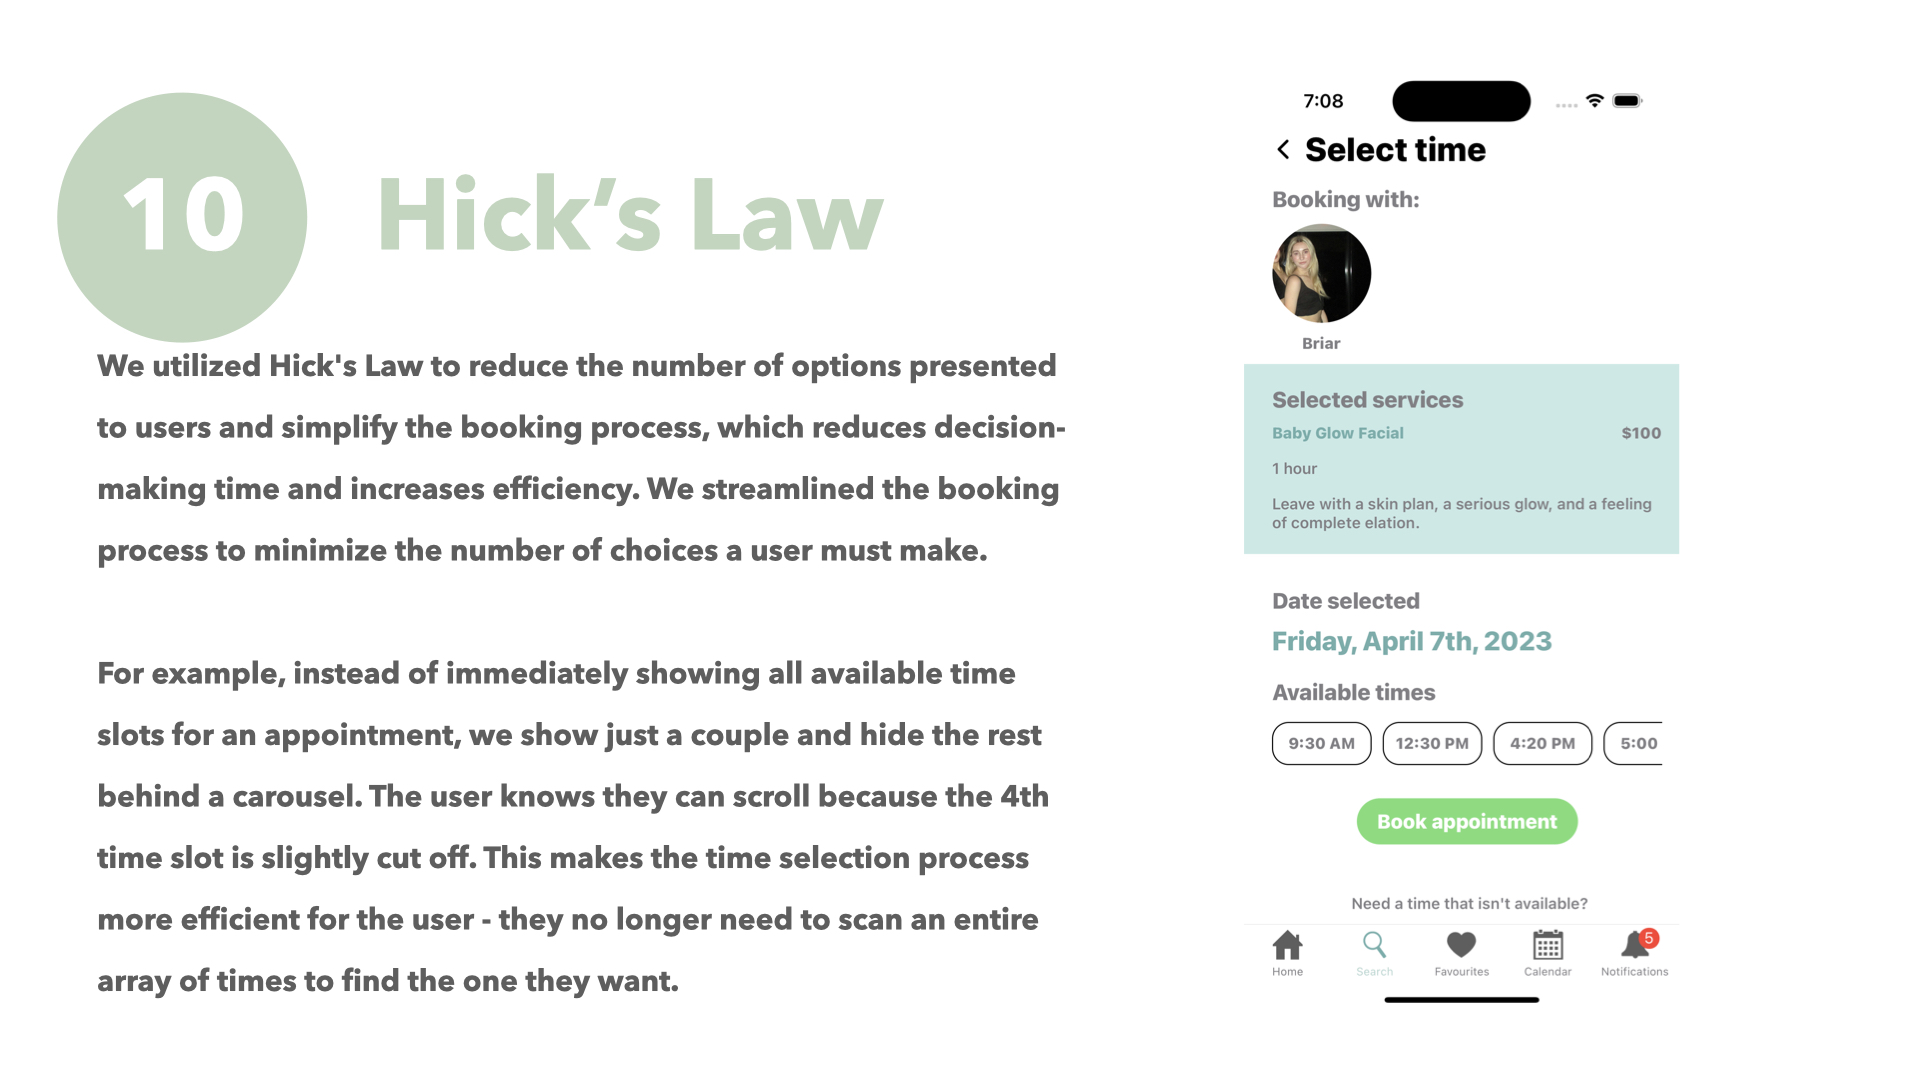 10
Hick’s Law
We utilized Hick's Law to reduce the number of options presented
to users and simplify the booking process, which reduces decision-
making time and increases efficiency. We streamlined the booking
process to minimize the number of choices a user must make.
For example, instead of immediately showing all available time
slots for an appointment, we show just a couple and hide the rest
behind a carousel. The user knows they can scroll because the 4th
time slot is slightly cut off. This makes the time selection process
more efficient for the user - they no longer need to scan an entire
array of times to find the one they want.
7:08
Select time
Booking with:
Briar
Selected services
Baby Glow Facial $100
1 hour
Leave with a skin plan, a serious glow, and a feeling
of complete elation.
Date selected
Friday, April 7th, 2023
Available times
9:30 AM 12:30 PM 4:20 PM 5:00
Book appointment
Need a time that isn't available?
5
Home Search Favourites Calendar Notifications